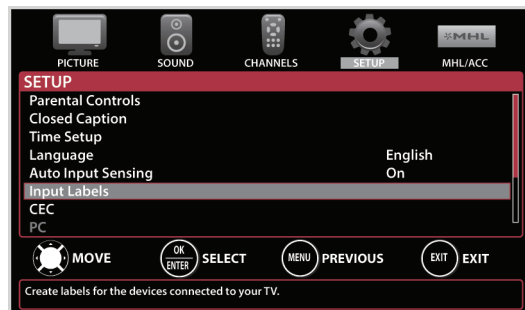 MHL
PICTURE SOUND CHANNELS SETUP MHL/ACC
SETUP
Parental Controls
Closed Caption
Time Setup
Language English
Auto Input Sensing On
Input Labels
CEC
PC
MOVE OK ENTER SELECT MENU PREVIOUS EXIT EXIT
Create labels for the devices connected to your TV.